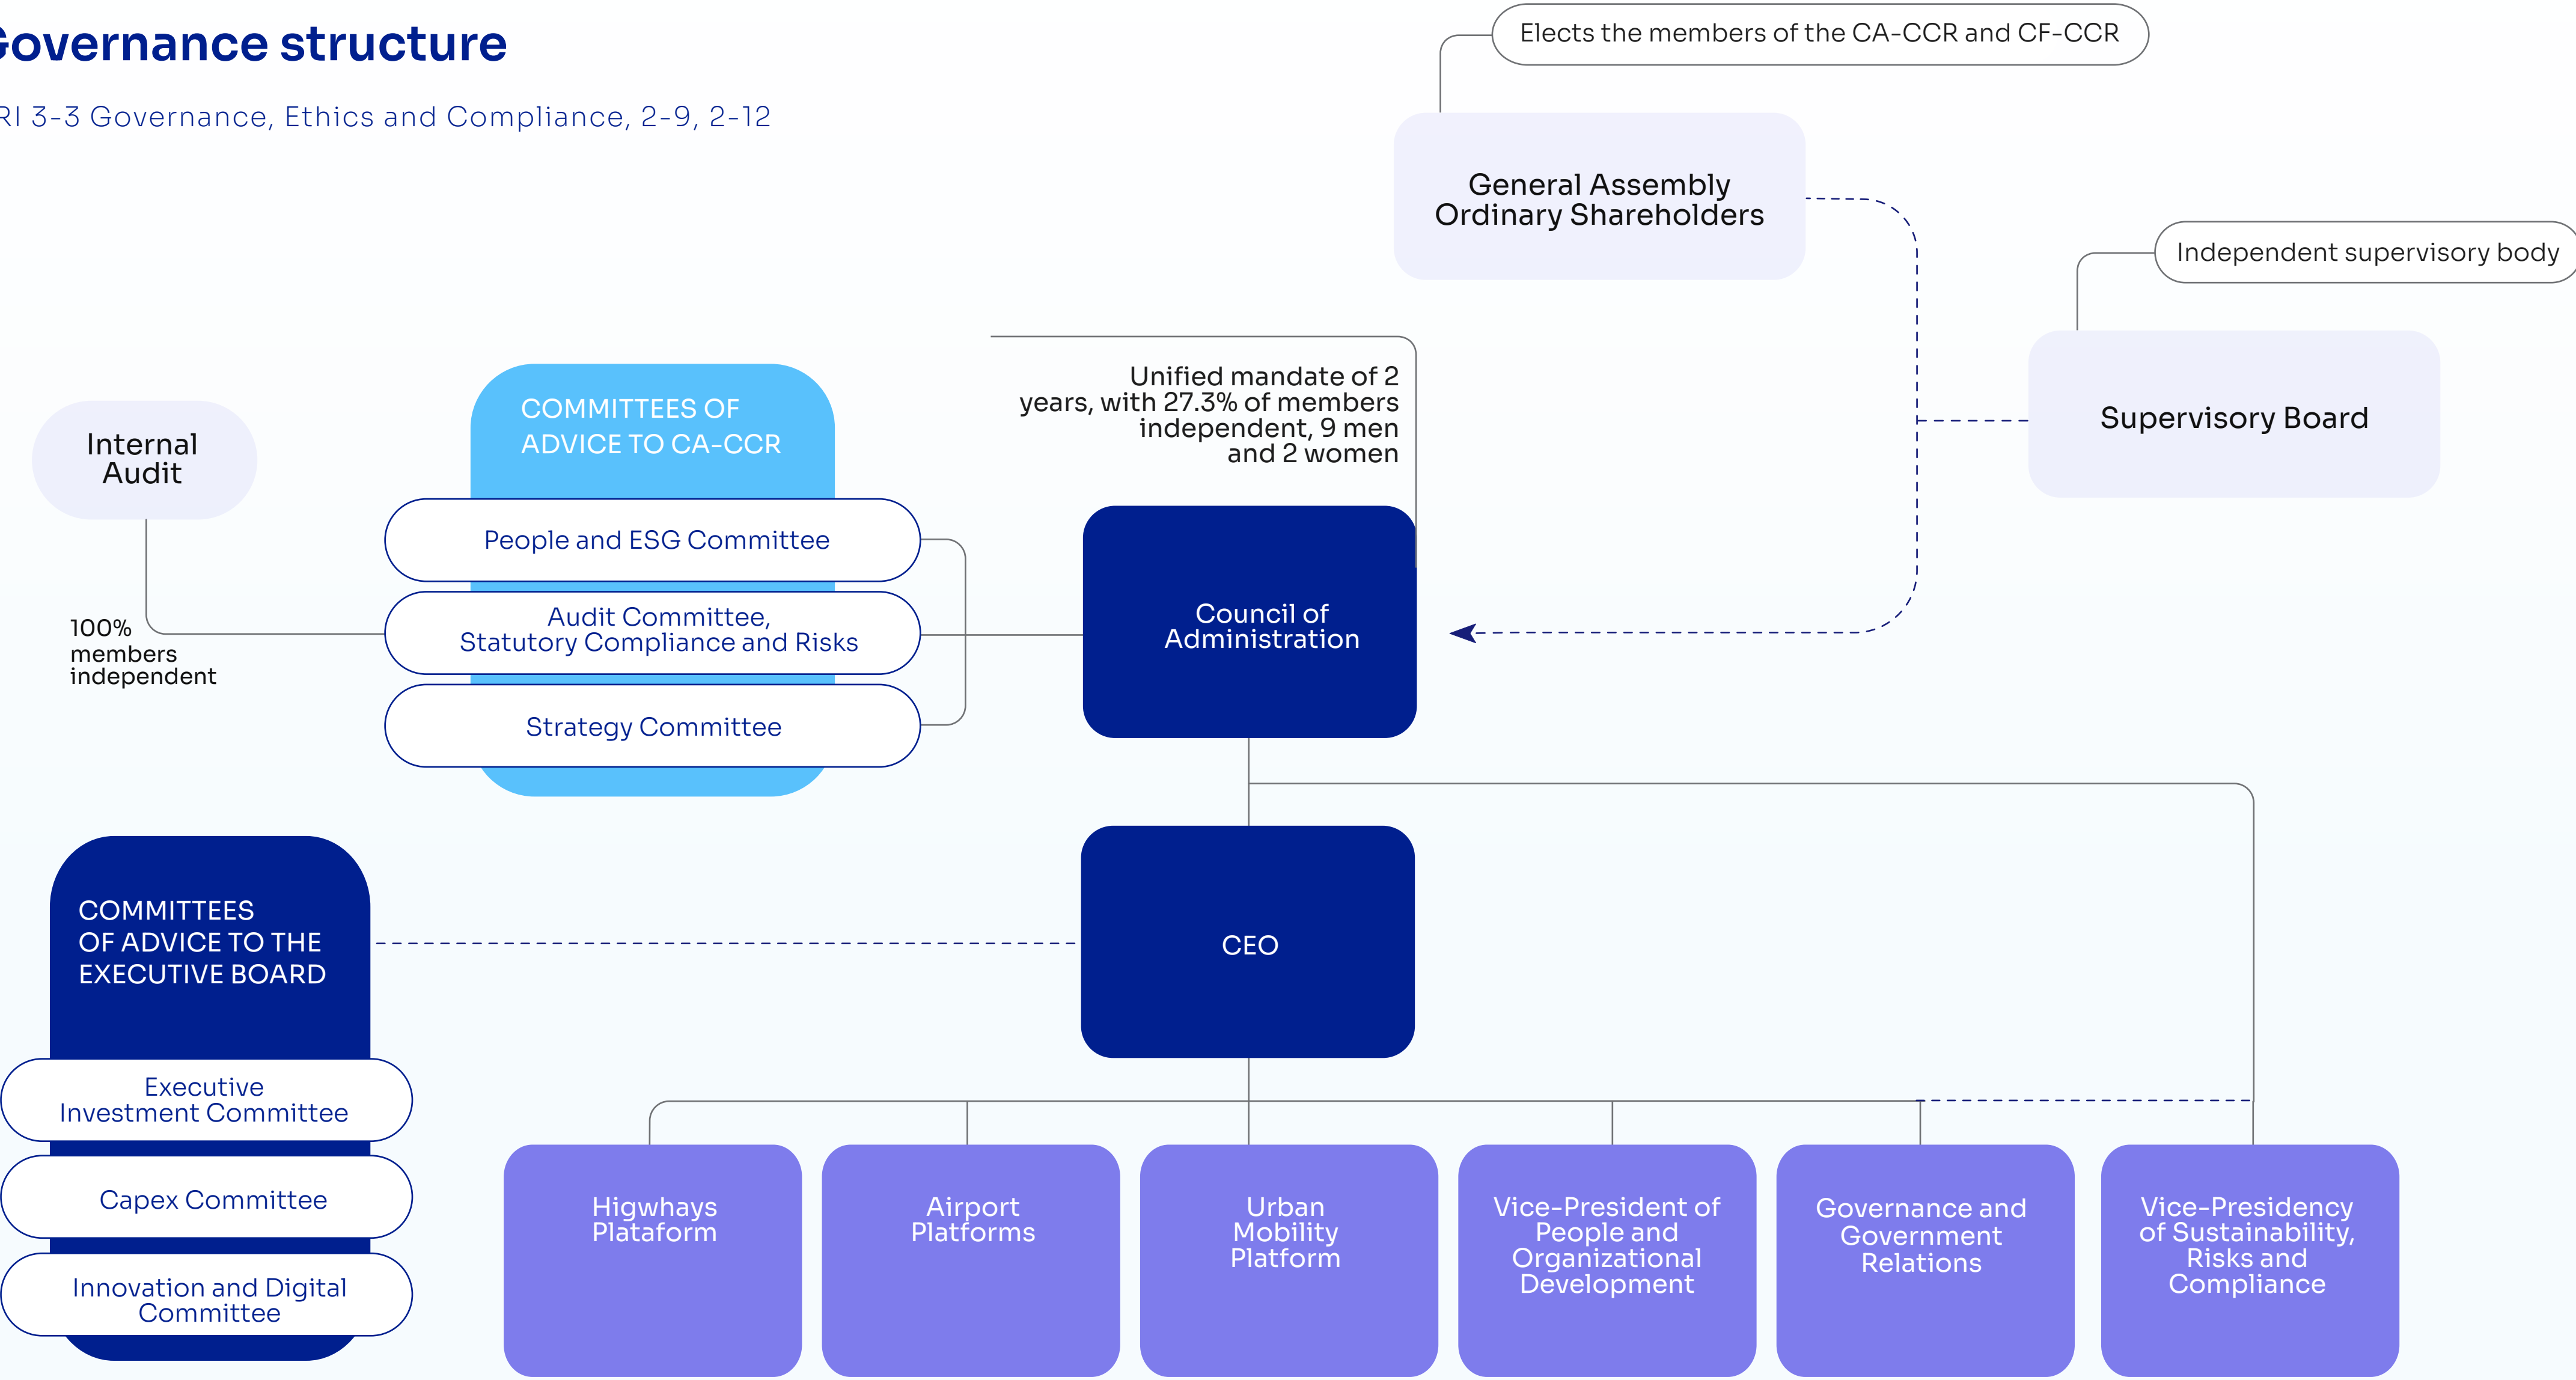 Governance structure
RI 3-3 Governance, Ethics and Compliance, 2-9, 2-12
Elects the members of the CA-CCR and CF-CCR
General Assembly
Ordinary Shareholders
Independent supervisory body
Supervisory Board
Unified mandate of 2
years, with 27.3% of members
independent, 9 men
and 2 women
Internal
Audit
100%
members
independent
COMMITTEES OF
ADVICE TO CA-CCR
People and ESG Committee
Audit Committee,
Statutory Compliance and Risks
Strategy Committee
Council of
Administration
COMMITTEES
OF ADVICE TO THE
EXECUTIVE BOARD
Executive
Investment Committee
Capex Committee
Innovation and Digital
Committee
CEO
Higwhays
Plataform
Airport
Platforms
Urban
Mobility
Platform
Vice-President of
People and
Organizational
Development
Governance and
Government
Relations
Vice-Presidency
of Sustainability,
Risks and
Compliance